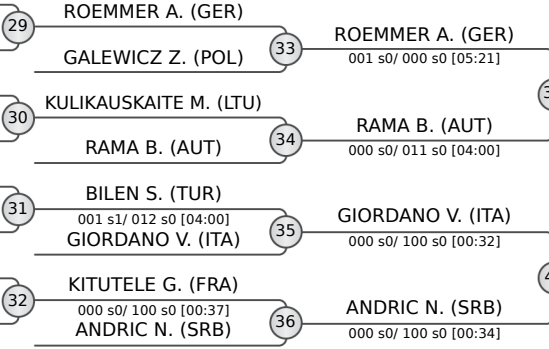 ROEMMER A. (GER)
29
GALEWICZ Z. (POL)
33
ROEMMER A. (GER)
001 s0/ 000 s0 [05:21]
KULIKAUSKAITE M. (LTU)
30
RAMA B. (AUT)
34
RAMA B. (AUT)
000 s0/ 011 s0 [04:00]
BILEN S. (TUR)
31
001 s1/ 012 s0 [04:00]
GIORDANO V. (ITA)
35
GIORDANO V. (ITA)
000 s0/ 100 s0 [00:32]
KITUTELE G. (FRA)
32
000 s0/ 100 s0 [00:37]
ANDRIC N. (SRB)
36
ANDRIC N. (SRB)
000 s0/ 100 s0 [00:34]